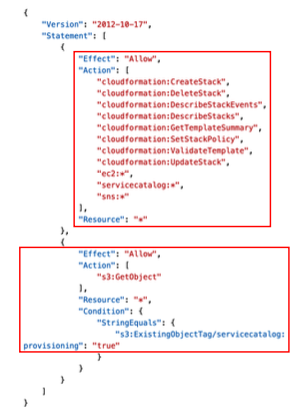 {
"Version": "2012-10-17",
"Statement": [
{
"Effect": "Allow",
"Action": [
"cloudformation:CreateStack",
"cloudformation:DeleteStack",
"cloudformation:DescribeStackEvents",
"cloudformation:DescribeStacks",
"cloudformation:GetTemplateSummary",
"cloudformation:SetStackPolicy",
"cloudformation:ValidateTemplate",
"cloudformation:UpdateStack",
"ec2:*",
"servicecatalog:*",
"sns:*"
],
"Resource": "*"
},
{
"Effect": "Allow",
"Action": [
"s3:GetObject"
],
"Resource": "*",
"Condition": {
"StringEquals": {
"s3:ExistingObjectTag/servicecatalog:
provisioning": "true"
}
}
}
]
}